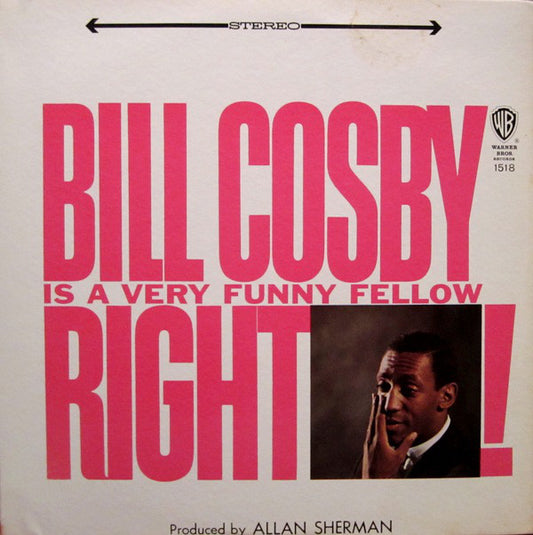 STEREO
BILL COSBY
WB
WARNER
BROS.
RECORDS
1518
IS A VERY FUNNY FELLOW
RIGHT!
Produced by ALLAN SHERMAN